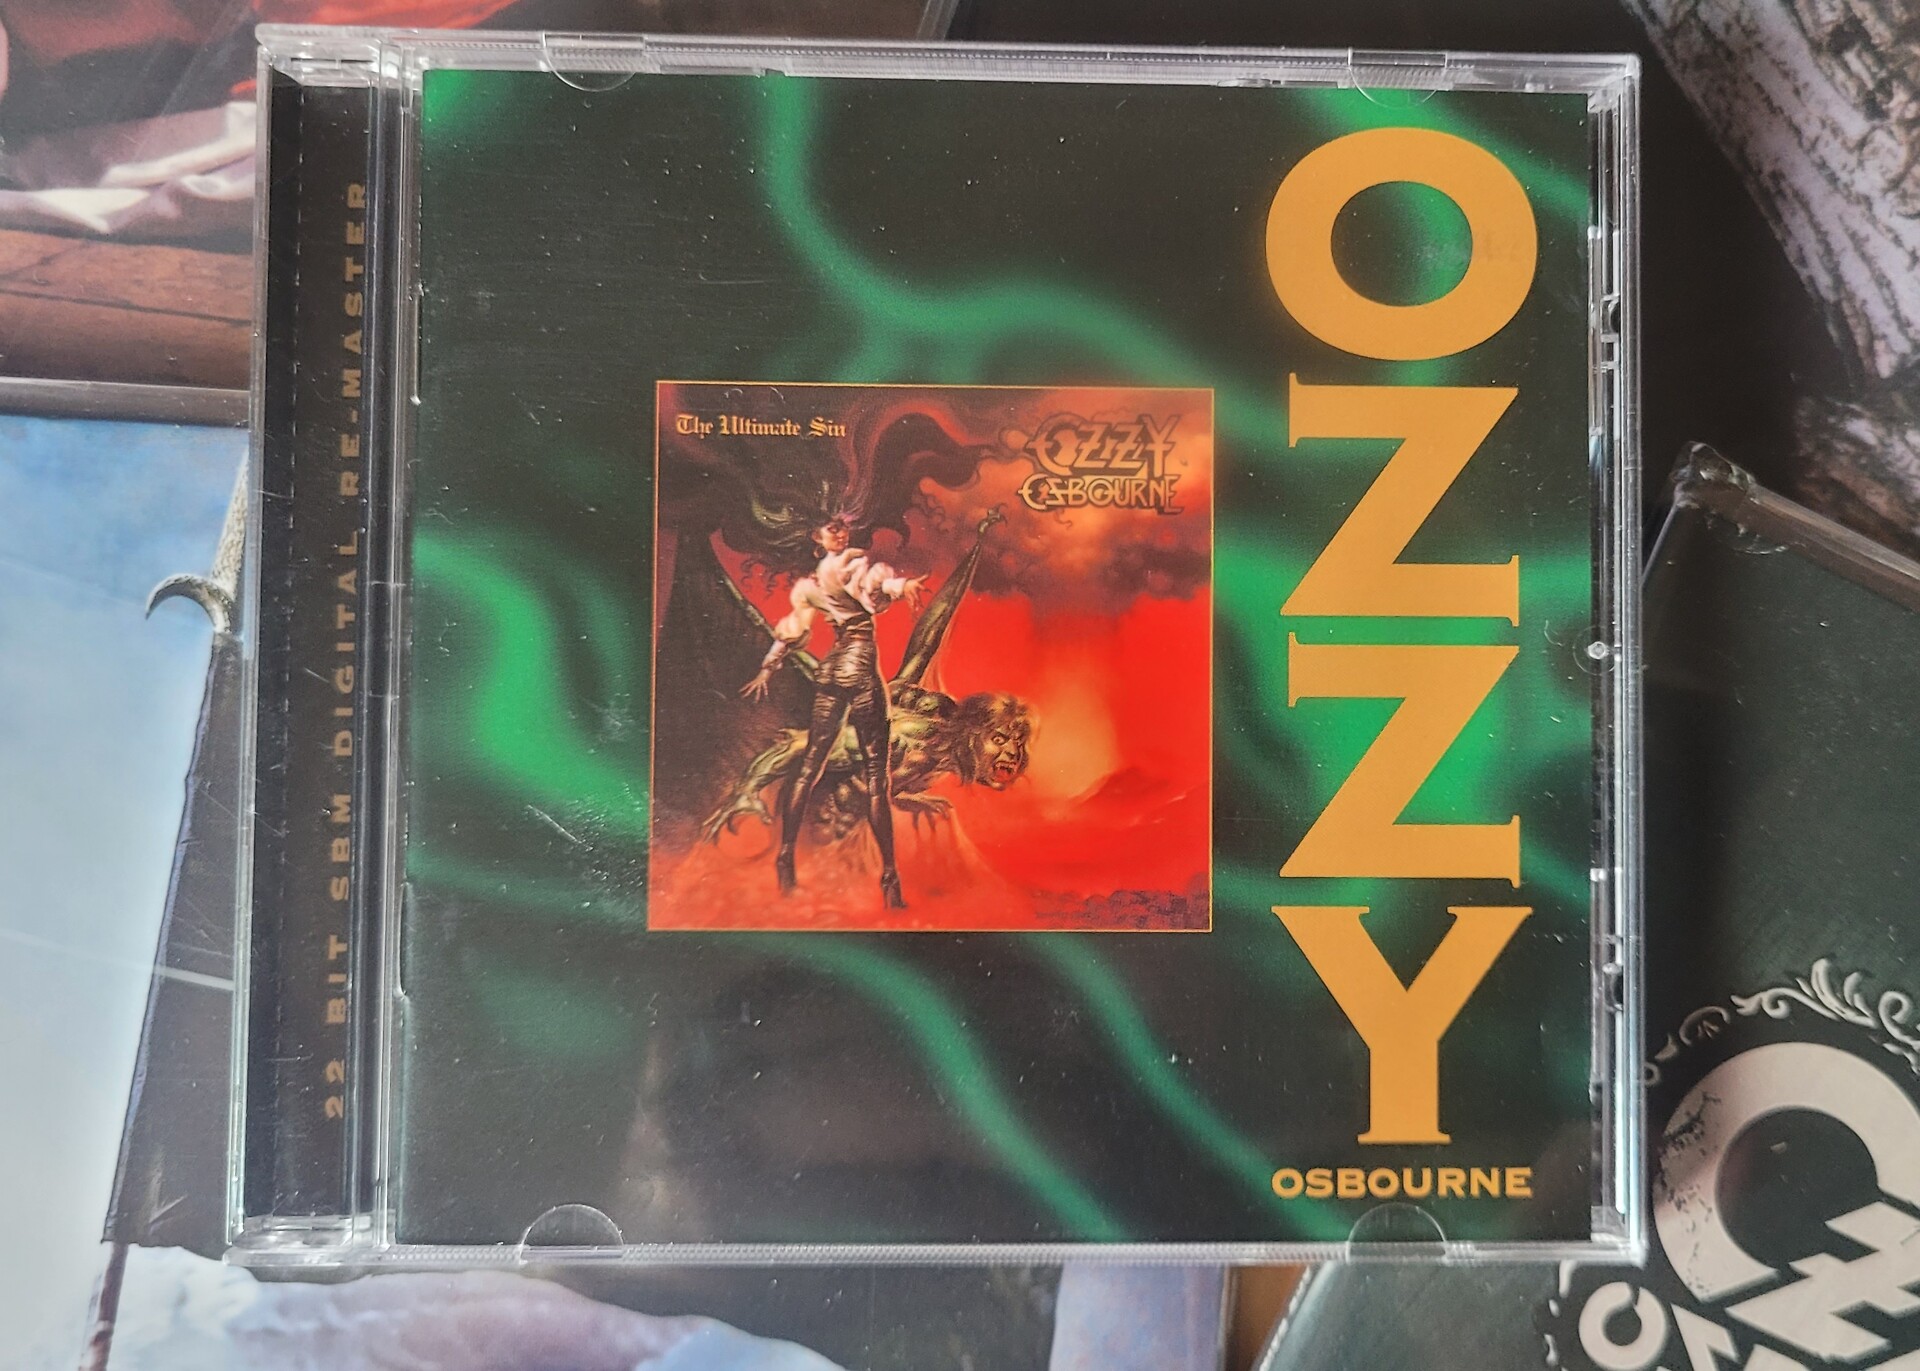 22 BIT SBM DIGITAL RE-MASTER
The Ultimate Sin
OZZY
OSBOURNE
OZZY
OSBOURNE